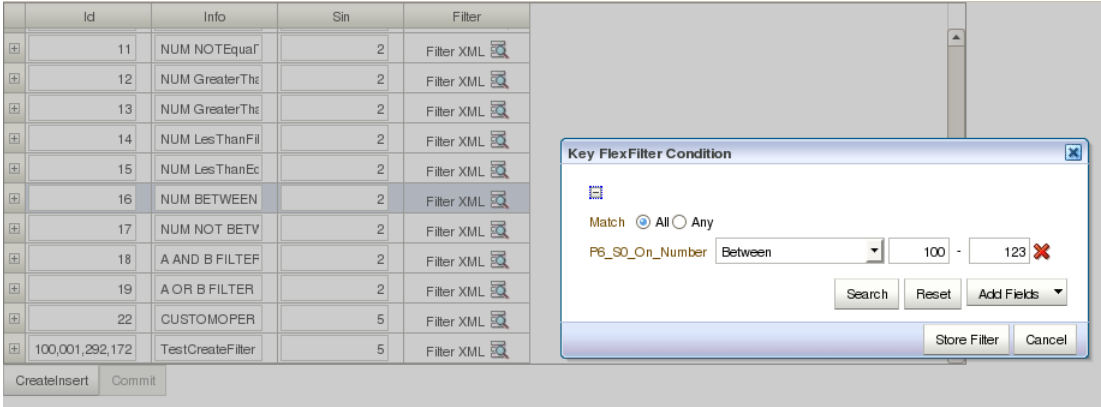 Id Info Sin Filter
11 NUM NOTEqual 2 Filter XML
12 NUM GreaterTha 2 Filter XML
13 NUM GreaterTha 2 Filter XML
14 NUM LesThanFil 2 Filter XML
15 NUM LesThanEq 2 Filter XML
16 NUM BETWEEN 2 Filter XML
17 NUM NOT BETW 2 Filter XML
18 A AND B FILTER 2 Filter XML
19 A OR B FILTER 2 Filter XML
22 CUSTOMOPER 5 Filter XML
100,001,292,172 TestCreateFilter 5 Filter XML
CreateInsert Commit
Key FlexFilter Condition
Match All Any
P6_S0_On_Number Between 100 - 123
Search Reset Add Fields
Store Filter Cancel